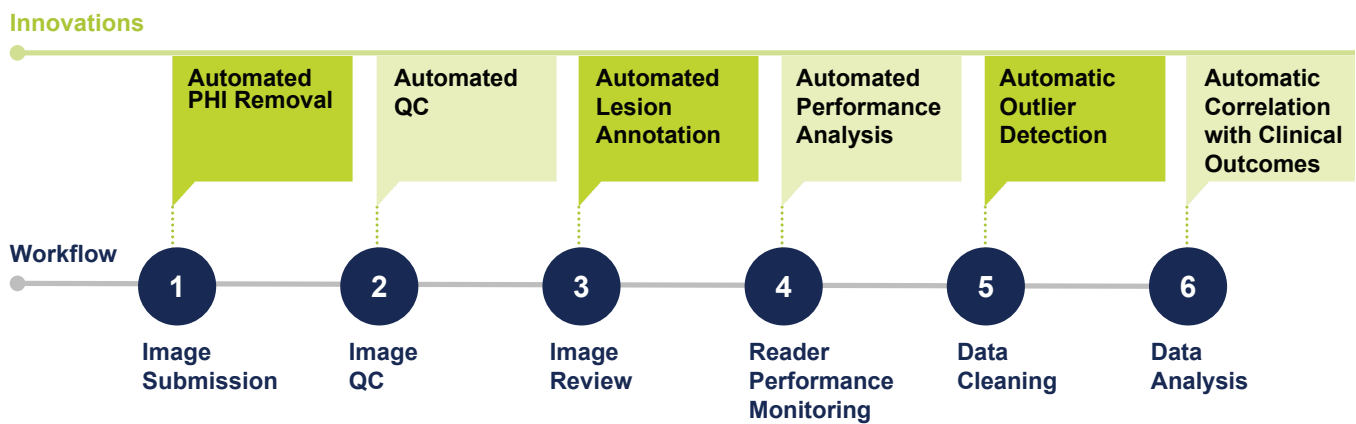 Innovations
Automated
PHI Removal
Automated
QC
Automated
Lesion
Annotation
Automated
Performance
Analysis
Automatic
Outlier
Detection
Automatic
Correlation
with Clinical
Outcomes
Workflow
1
2
3
4
5
6
Image
Submission
Image
QC
Image
Review
Reader
Performance
Monitoring
Data
Cleaning
Data
Analysis